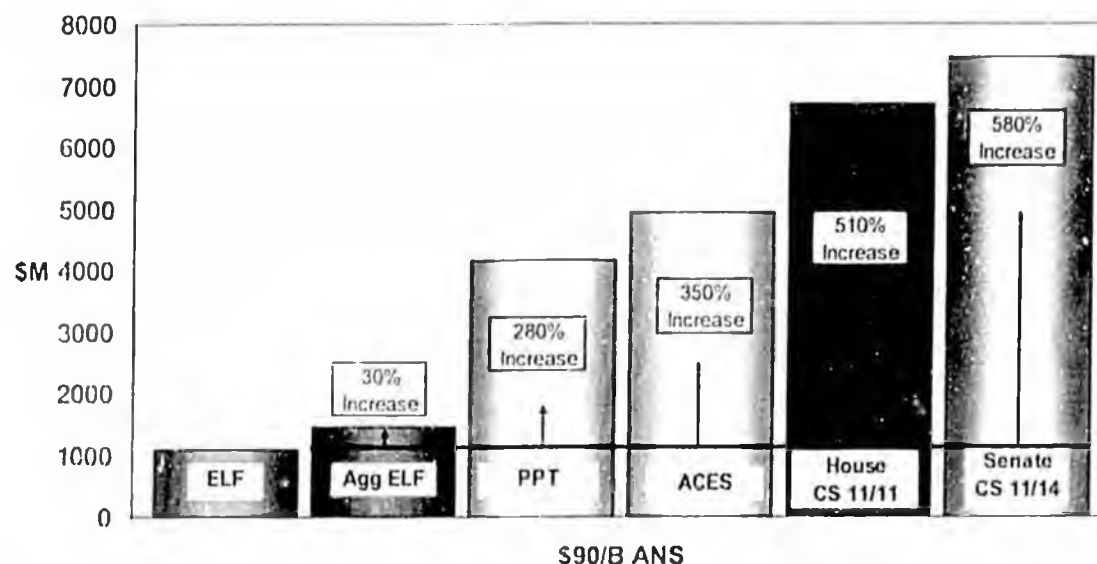 8000
7000
6000
5000
$M 4000
3000
2000
1000
0
30%
Increase
280%
Increase
350%
Increase
510%
Increase
580%
Increase
ELF
Agg ELF
PPT
ACES
House
CS 11/11
Senate
CS 11/14
$90/B ANS